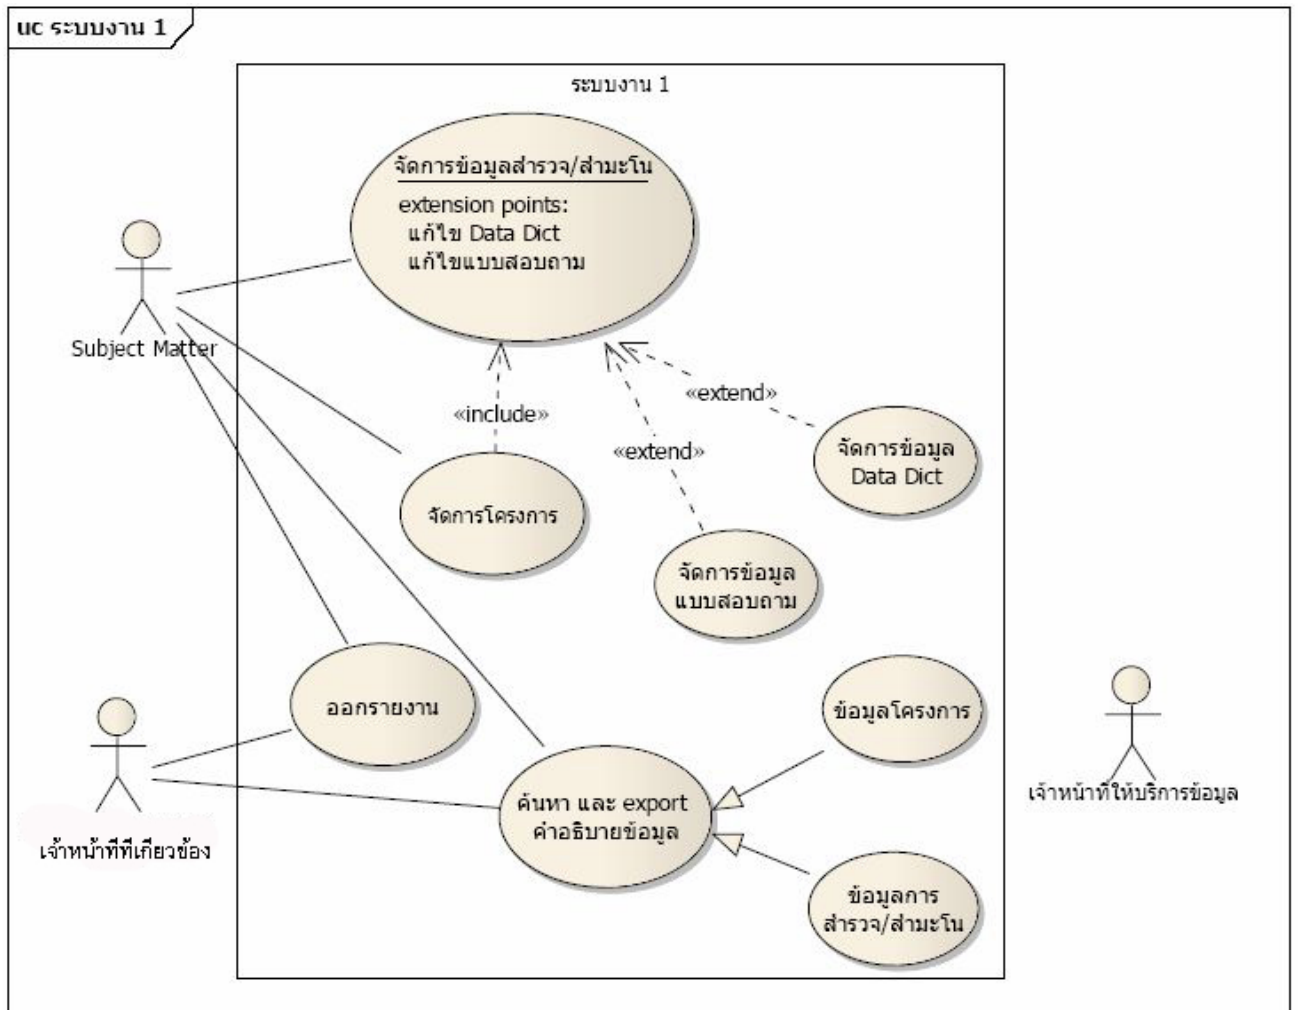 uc ระบบงาน 1
ระบบงาน 1
จัดการข้อมูลสำรวจ/สำมะโน
extension points:
แก้ไข Data Dict
แก้ไขแบบสอบถาม
Subject Matter
«include»
«extend»
«extend»
จัดการข้อมูล
Data Dict
จัดการโครงการ
จัดการข้อมูล
แบบสอบถาม
ออกรายงาน
ข้อมูลโครงการ
เจ้าหน้าที่ให้บริการข้อมูล
ค้นหา และ export
คำอธิบายข้อมูล
เจ้าหน้าที่ที่เกี่ยวข้อง
ข้อมูลการ
สำรวจ/สำมะโน